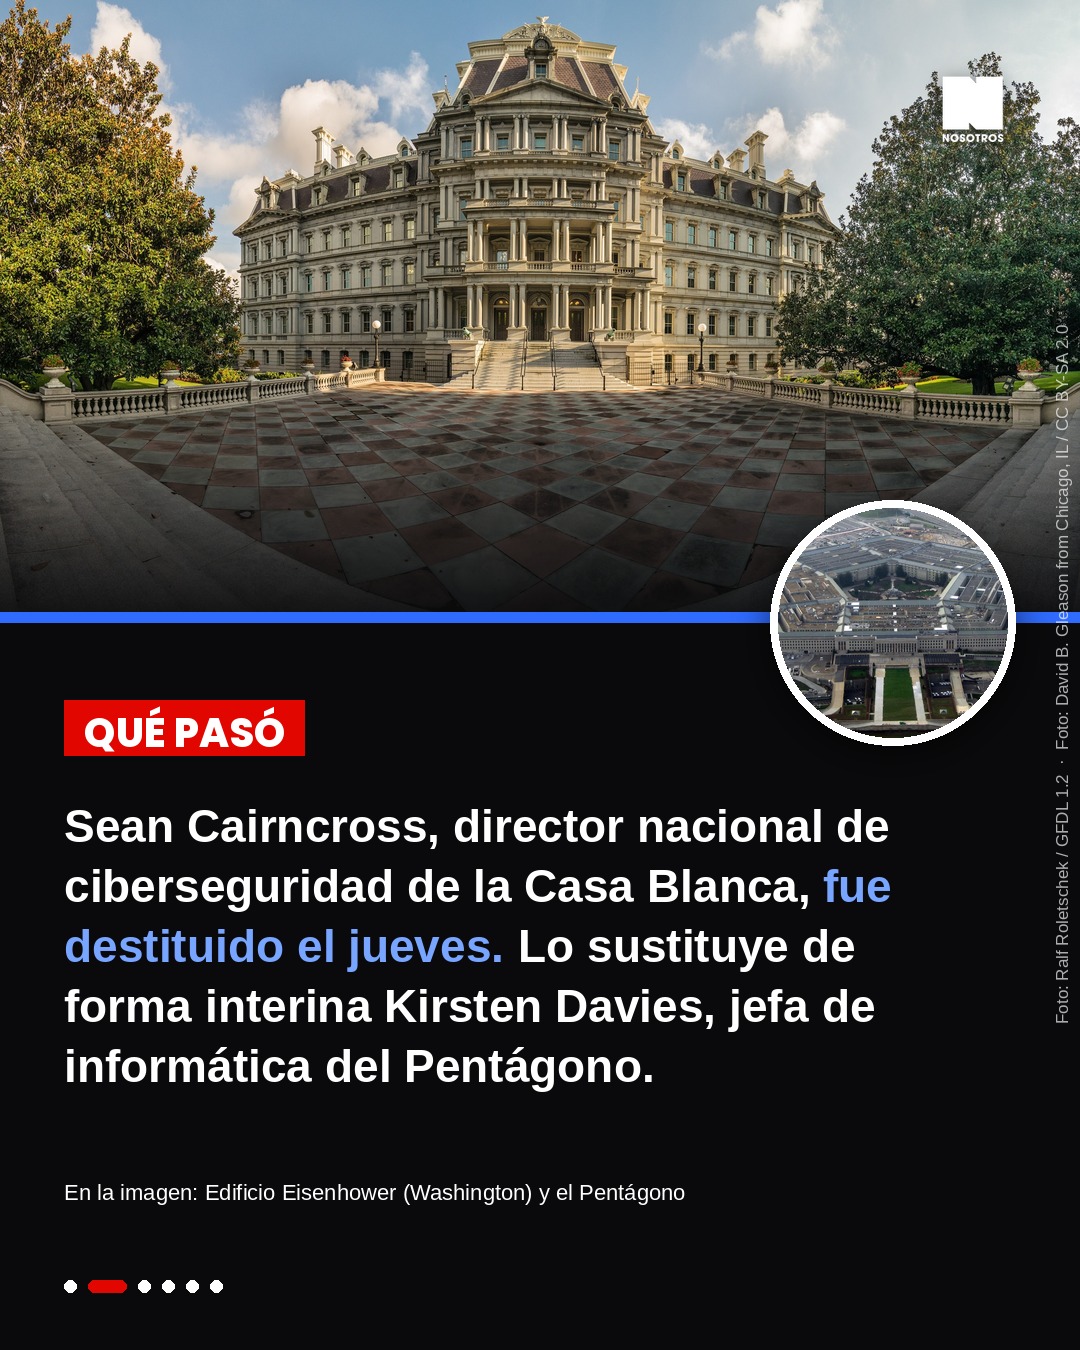 N
NOSOTROS
QUÉ PASÓ
Sean Cairncross, director nacional de
ciberseguridad de la Casa Blanca, fue
destituido el jueves. Lo sustituye de
forma interina Kirsten Davies, jefa de
informática del Pentágono.
En la imagen: Edificio Eisenhower (Washington) y el Pentágono
Foto: Ralf Roletschek / GFDL 1.2 · Foto: David B. Gleason from Chicago, IL / CC BY-SA 2.0